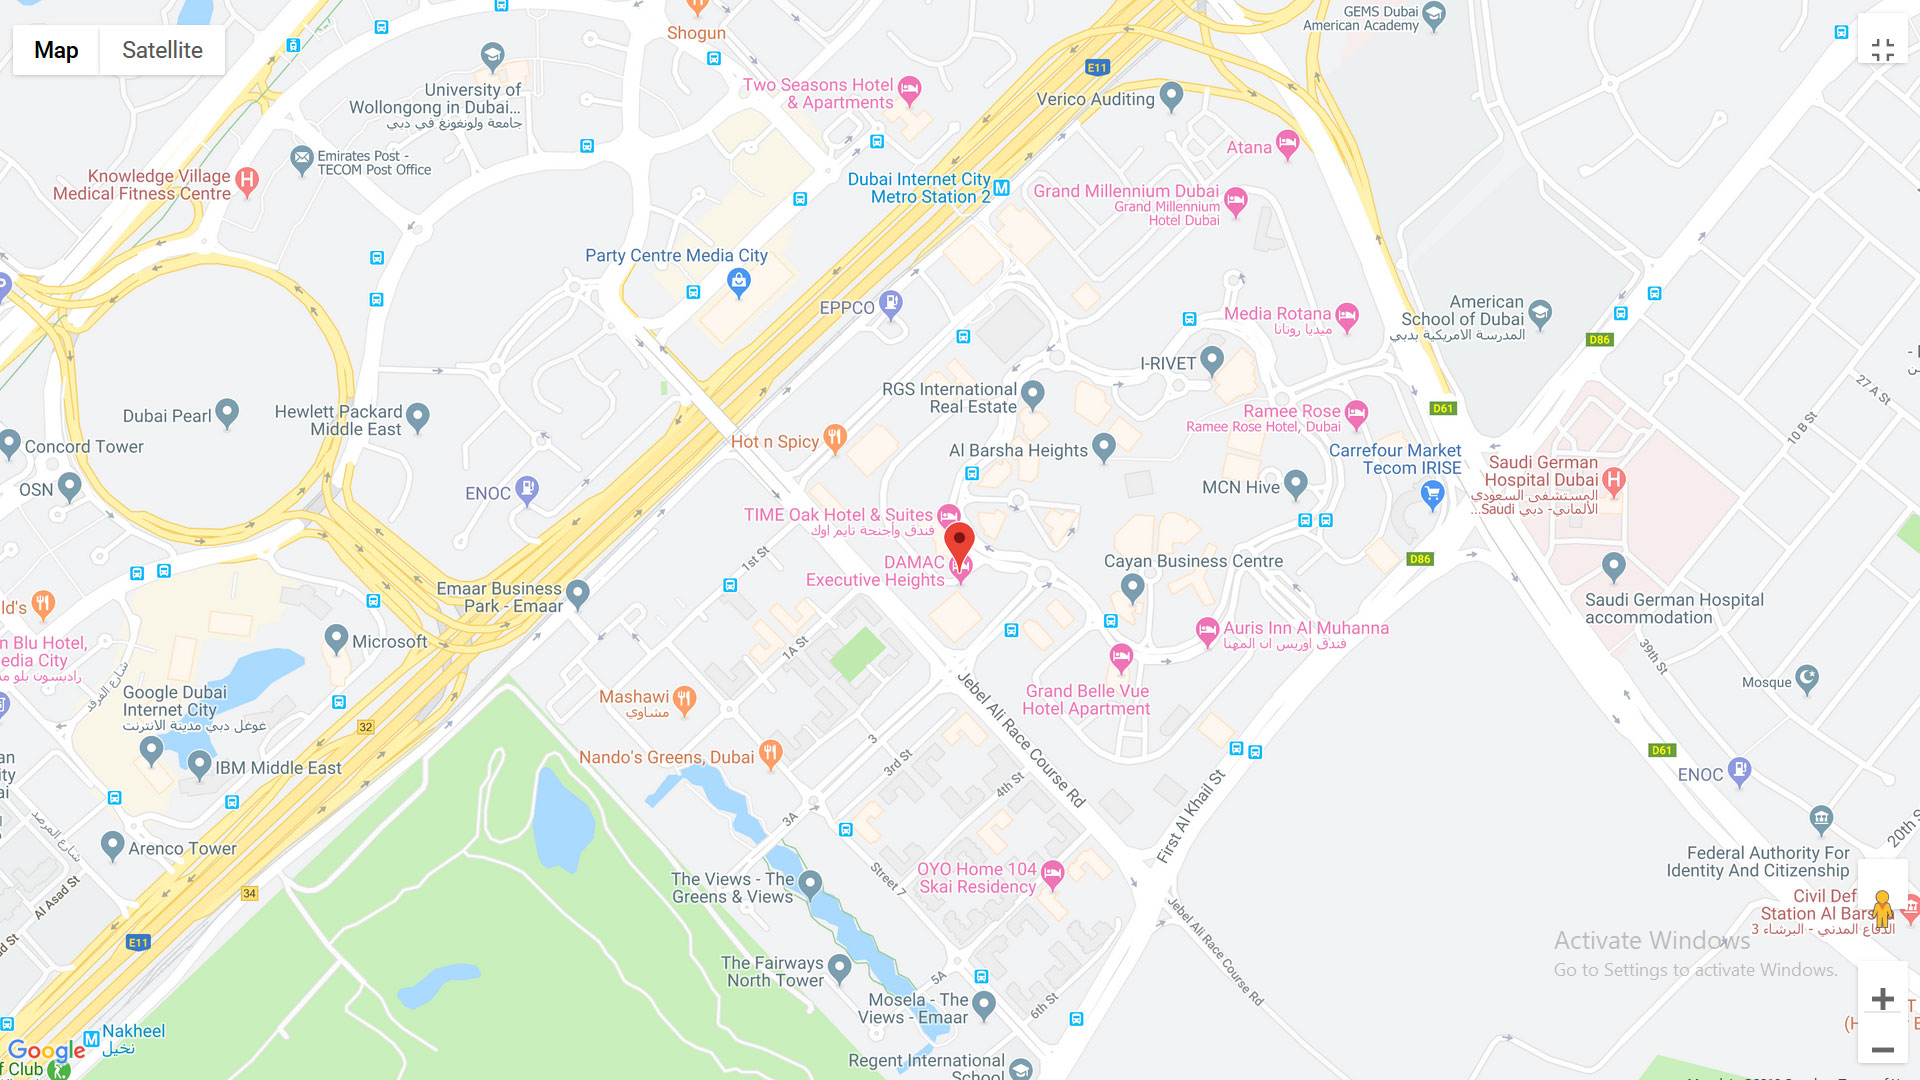 Map
Satellite
Shogun
GEMS Dubai
American Academy
E11
University of
Wollongong in Dubai...
جامعة ولونغونغ في دبي
Two Seasons Hotel
& Apartments
Verico Auditing
Emirates Post -
TECOM Post Office
Knowledge Village
Medical Fitness Centre
Atana
Dubai Internet City
Metro Station 2
Grand Millennium Dubai
Grand Millennium
Hotel Dubai
Party Centre Media City
EPPCO
Media Rotana
ميديا روتانا
American
School of Dubai
المدرسة الامريكية بدبي
D86
I-RIVET
RGS International
Real Estate
27 A St
10 B St
D61
Dubai Pearl
Hewlett Packard
Middle East
Ramee Rose
Ramee Rose Hotel, Dubai
Concord Tower
Hot n Spicy
Al Barsha Heights
Carrefour Market
Tecom IRISE
Saudi German
Hospital Dubai
المستشفى السعودي
الألماني- دبي Saudi...
OSN
ENOC
MCN Hive
TIME Oak Hotel & Suites
فندق وأجنحة تايم اوك
DAMAC
Executive Heights
1st St
Cayan Business Centre
D86
Emaar Business
Park - Emaar
ld's
Saudi German Hospital
accommodation
Microsoft
n Blu Hotel,
edia City
راديسون بلو مد
شارع الغرقد
Auris Inn Al Muhanna
فندق اوريس ان المهنا
1A St
39th St
Mosque
Google Dubai
Internet City
غوغل دبي مدينة الانترنت
Mashawi
مشاوي
Grand Belle Vue
Hotel Apartment
Jebel Ali Race Course Rd
32
D61
IBM Middle East
Nando's Greens, Dubai
3
3rd St
4th St
ENOC
3A
First Al Khail St
شارع المرصد
Arenco Tower
20th S
Federal Authority For
Identity And Citizenship
The Views - The
Greens & Views
Street 7
OYO Home 104
Skai Residency
34
Al Asad St
Civil Def
Station Al Barsha
الدفاع المدني - البرشاء 3
E11
Jebel Ali Race Course Rd
Activate Windows
Go to Settings to activate Windows.
The Fairways
North Tower
5A
Mosela - The
Views - Emaar
6th St
Nakheel
نخيل
Google
f Club
Regent International
School